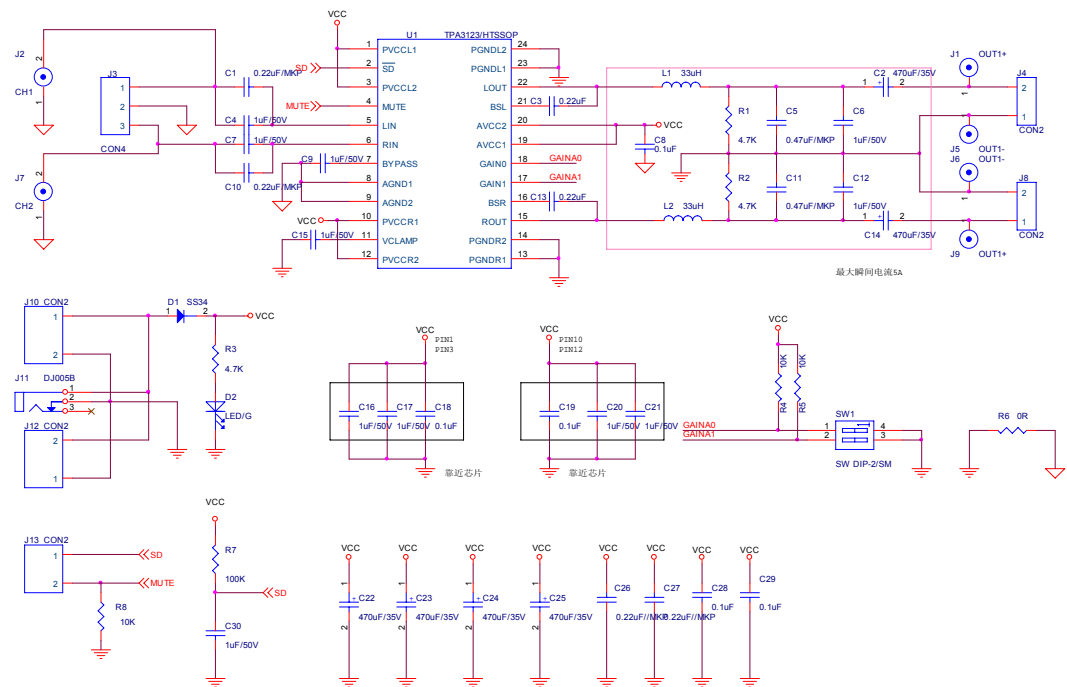 VCC
U1 TPA3123/HTSSOP
J2
2
1
CH1
J3
1
2
3
CON4
J7
2
1
CH2
C1 0.22uF/MKP
C4 1uF/50V
C7 1uF/50V
C10 0.22uF/MKP
SD
MUTE
C9 1uF/50V
VCC
C15 1uF/50V
1 PVCCL1
2 SD
3 PVCCL2
4 MUTE
5 LIN
6 RIN
7 BYPASS
8 AGND1
9 AGND2
10 PVCCR1
11 VCLAMP
12 PVCCR2
PGNDL2 24
PGNDL1 23
LOUT 22
BSL 21
AVCC2 20
AVCC1 19
GAIN0 18
GAIN1 17
BSR 16
ROUT 15
PGNDR2 14
PGNDR1 13
C3 0.22uF
VCC
C8
0.1uF
GAINA0
GAINA1
C13 0.22uF
L1 33uH
L2 33uH
R1
4.7K
R2
4.7K
C5
0.47uF/MKP
C11
0.47uF/MKP
C6
1uF/50V
C12
1uF/50V
C2 470uF/35V
1 + 2
1 + 2
C14 470uF/35V
J1 OUT1+
1
J5 OUT1-
1
J6 OUT1-
1
J9 OUT1+
1
J4
2
1
CON2
J8
2
1
CON2
最大瞬间电流5A
J10 CON2
1
2
J11 DJ005B
1
2
3
J12 CON2
2
1
D1 SS34
1 2
VCC
R3
4.7K
D2
LED/G
VCC PIN1
PIN3
C16 C17 C18
1uF/50V 1uF/50V 0.1uF
靠近芯片
VCC PIN10
PIN12
C19 C20 C21
0.1uF 1uF/50V 1uF/50V
靠近芯片
VCC
10K
10K
R4
R5
GAINA0
GAINA1
SW1
1 4
2 3
1
SW DIP-2/SM
R6 0R
J13 CON2
1
2
SD
MUTE
R8
10K
VCC
R7
100K
SD
C30
1uF/50V
VCC VCC VCC VCC VCC VCC VCC VCC
1 1 1 1
+ C22 + C23 + C24 + C25 C26 C27 C28 C29
470uF/35V 470uF/35V 470uF/35V 470uF/35V 0.22uF//MKP 0.22uF//MKP 0.1uF 0.1uF
2 2 2 2